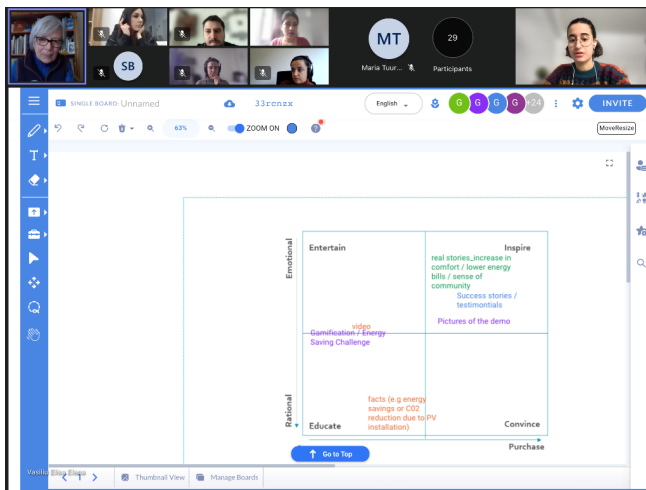 SB
MT
Maria Tuur...
29
Participants
SINGLE BOARD: Unnamed
33rcnzx
English
G G G G +24
INVITE
63%
ZOOM ON
?
MoveResize
T
Emotional
Entertain
Inspire
real stories_increase in
comfort / lower energy
bills / sense of
community
Success stories /
testimontials
Pictures of the demo
video
Gamification / Energy
Saving Challenge
facts (e.g energy
savings or C02
reduction due to PV
installation)
Rational
Educate
Convince
Purchase
Go to Top
1
Thumbnail View
Manage Boards